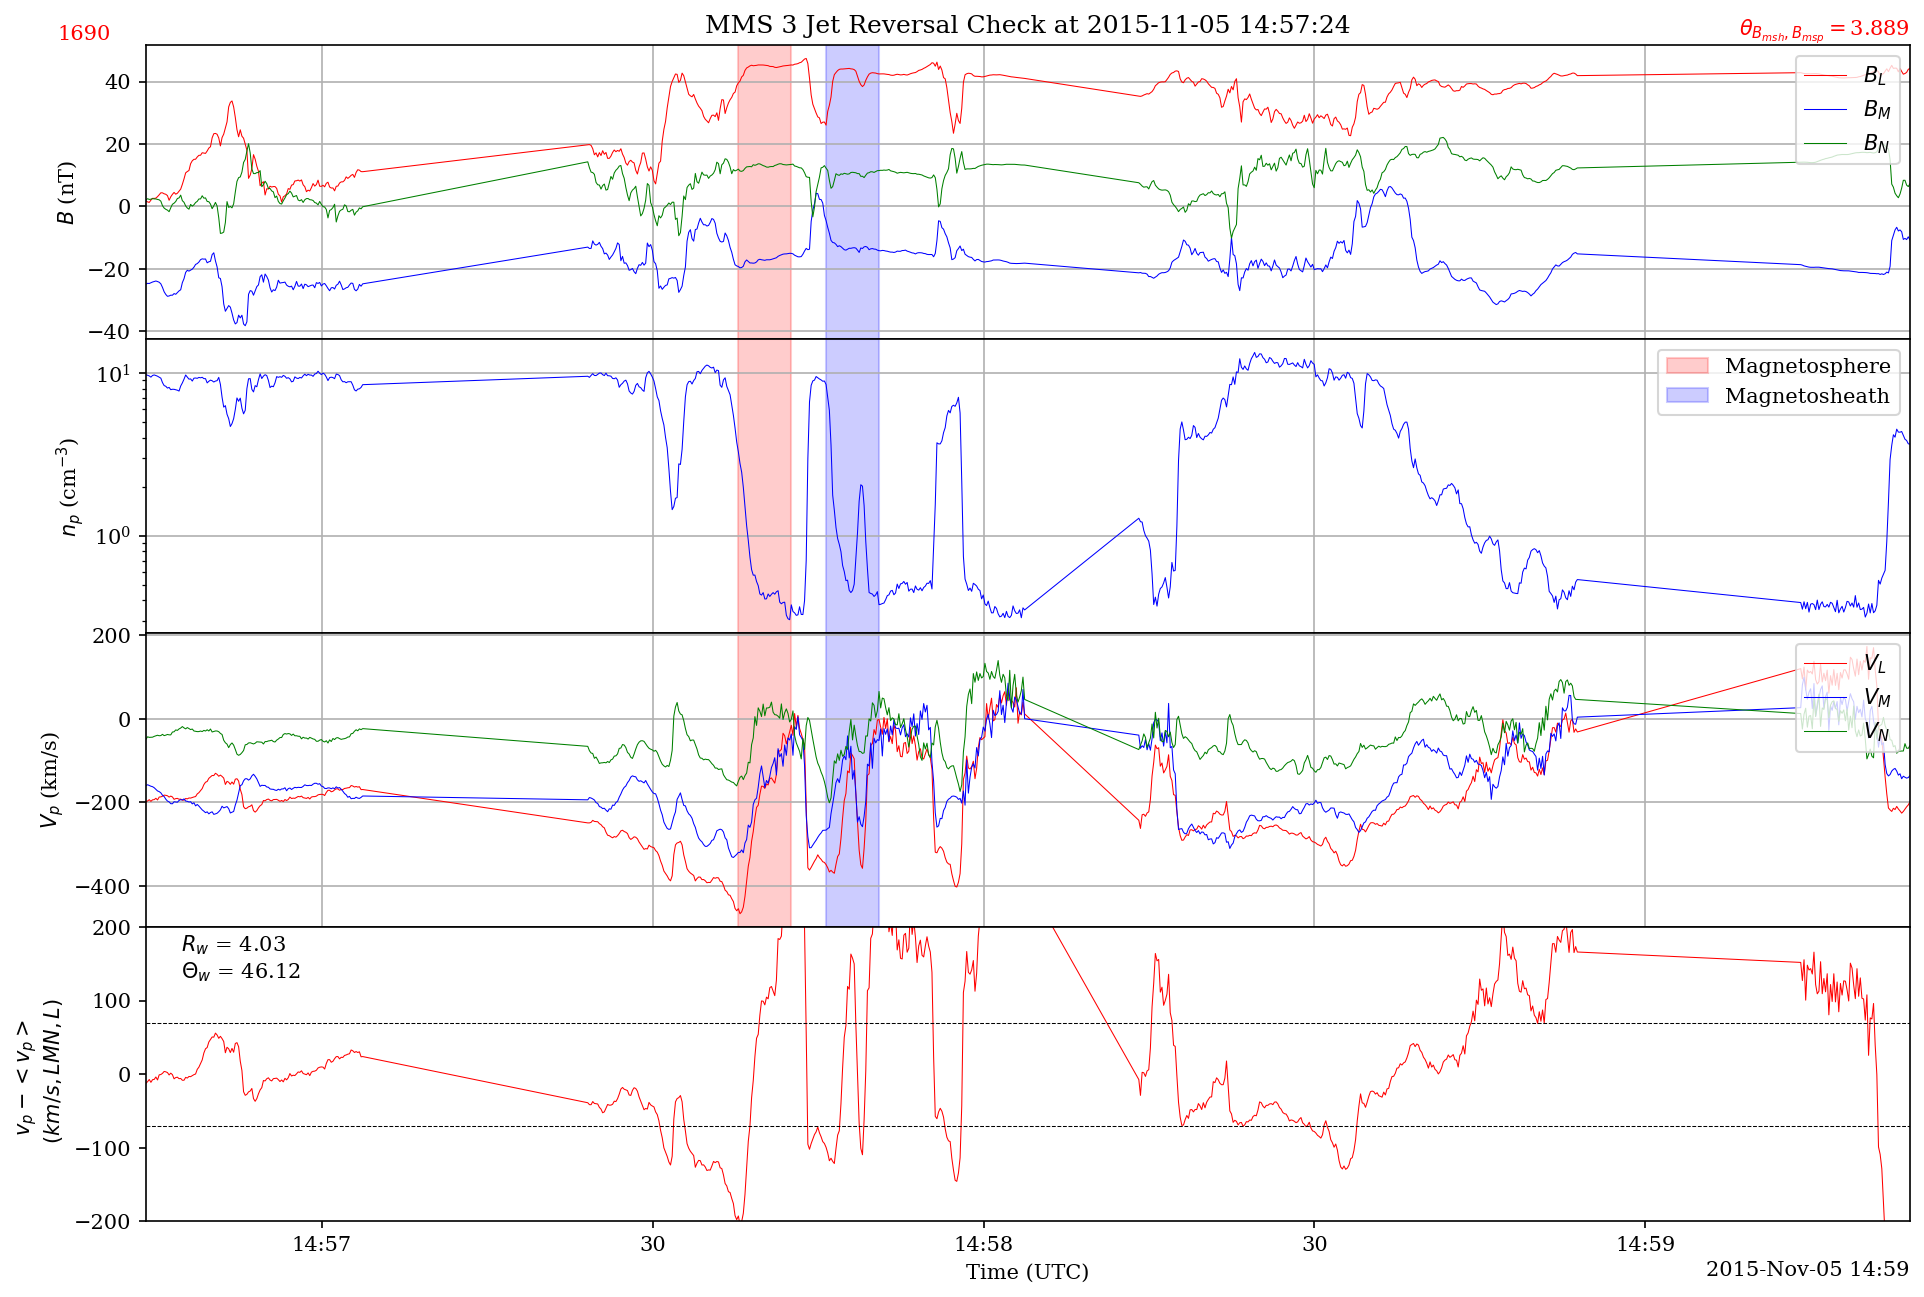 1690
MMS 3 Jet Reversal Check at 2015-11-05 14:57:24
θ_{B_{msh}, B_{msp}} = 3.889
B (nT)
40
20
0
−20
−40
B_L
B_M
B_N
n_p (cm^{−3})
10^1
10^0
Magnetosphere
Magnetosheath
V_p (km/s)
200
0
−200
−400
V_L
V_M
V_N
v_p − < v_p >
(km/s, LMN, L)
200
100
0
−100
−200
R_w = 4.03
Θ_w = 46.12
14:57
30
14:58
30
14:59
Time (UTC)
2015-Nov-05 14:59